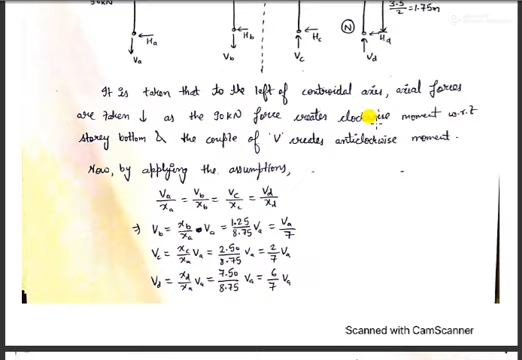 90KN
3.5/2 = 1.75m
Ha Hb Hc N Hd
Va Vb Vc Vd
It is taken that to the left of centroidal axis, axial forces
are taken ↓ as the 90KN force creates clockwise moment w.r.t
storey bottom & the couple of 'V' creates anticlockwise moment.
Now, by applying the assumptions,
Va/xa = Vb/xb = Vc/xc = Vd/xd
⇒ Vb = xb/xa Va = 1.25/8.75 Va = Va/7
Vc = xc/xa Va = 2.50/8.75 Va = 2/7 Va
Vd = xd/xa Va = 7.50/8.75 Va = 6/7 Va
Scanned with CamScanner